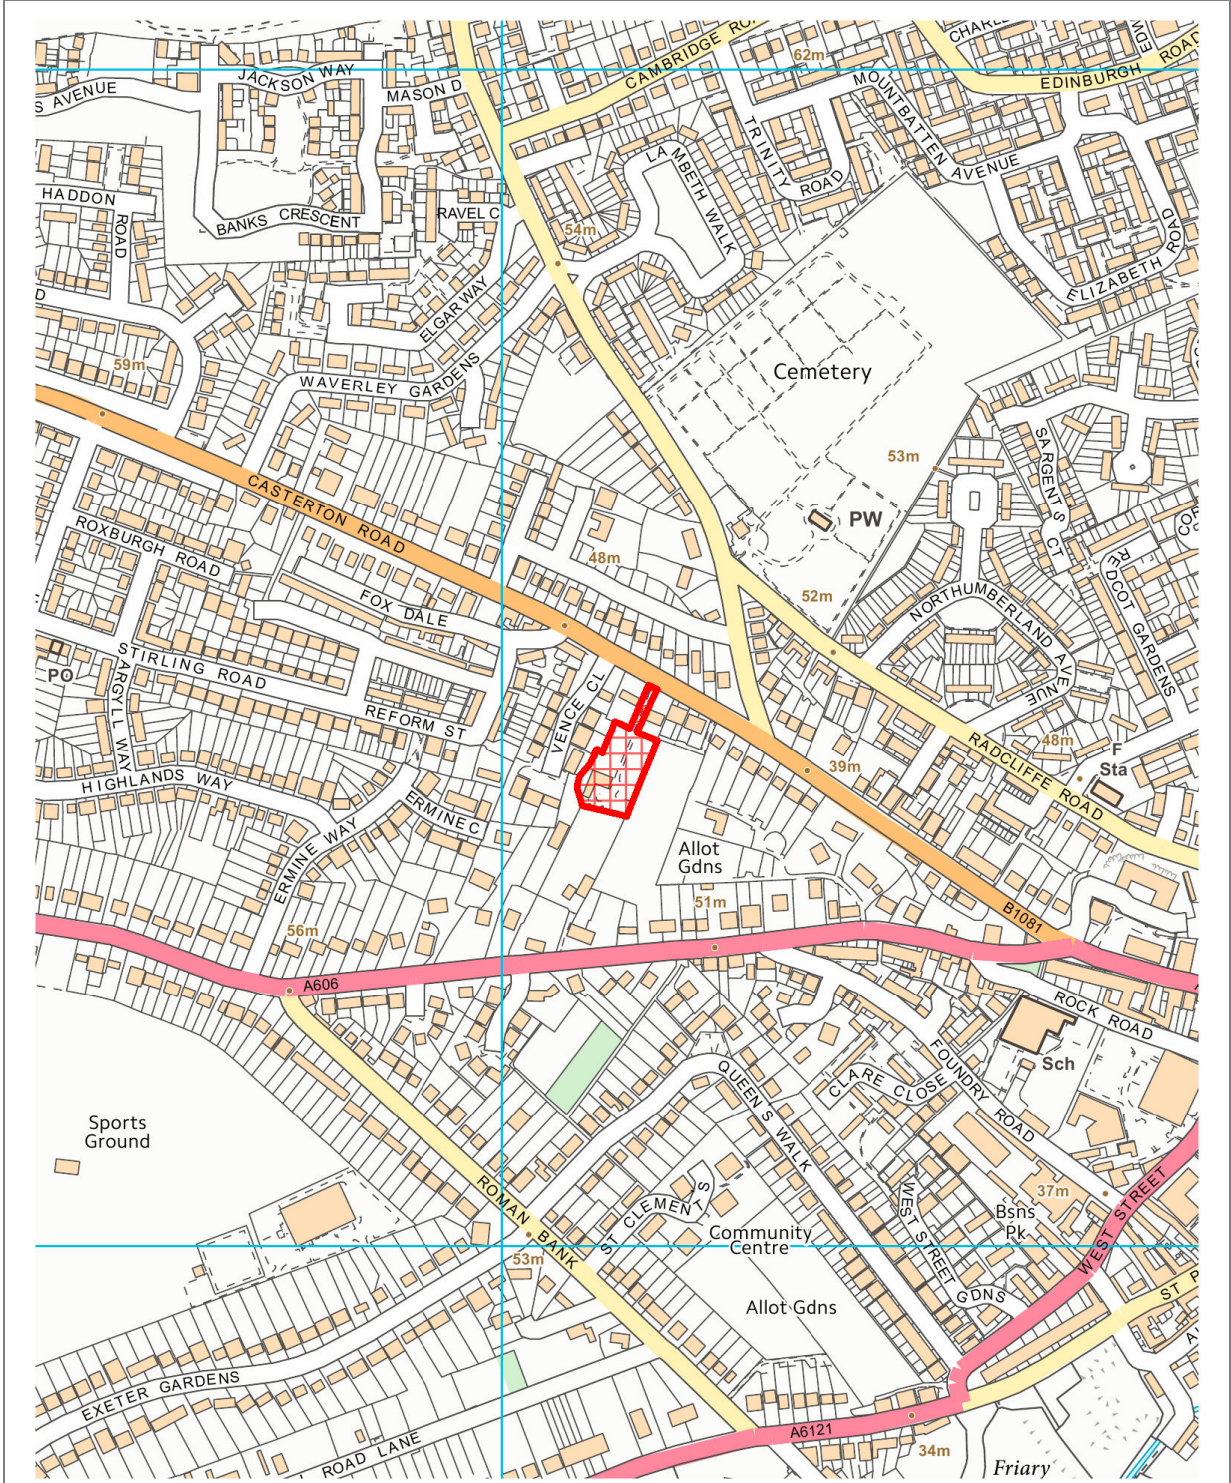 CHARLE
EDW
CAMBRIDGE RO
62m
EDINBURGH ROAD
JACKSON WAY
MASON D
S AVENUE
MOUNTBATTEN
AVENUE
TRINITY
ROAD
LAMBETH WALK
HADDON
ROAD
BANKS CRESCENT
RAVEL C
54m
ELIZABETH ROAD
ELGAR WAY
D
59m
WAVERLEY GARDENS
Cemetery
53m
SARGENTS
CT
CASTERTON ROAD
PW
COR
ROXBURGH ROAD
48m
REDCOT GARDENS
FOX DALE
52m
NORTHUMBERLAND AVENUE
AVENUE
STIRLING ROAD
PO
ARGYLL WAY
VENCE CL
REFORM ST
RADCLIFFE ROAD
48m
F
Sta
39m
HIGHLANDS WAY
ERMINE C
ERMINE WAY
Allot
Gdns
51m
B1081
56m
A606
ROCK ROAD
Sch
FOUNDRY ROAD
CLARE CLOSE
QUEEN S WALK
Sports
Ground
ROMAN BANK
ST CLEMENTS
WEST STREET
GDNS
37m
Bsns
Pk
WEST STREET
Community
Centre
53m
Allot Gdns
ST P
EXETER GARDENS
ROAD LANE
A6121
34m
Friary